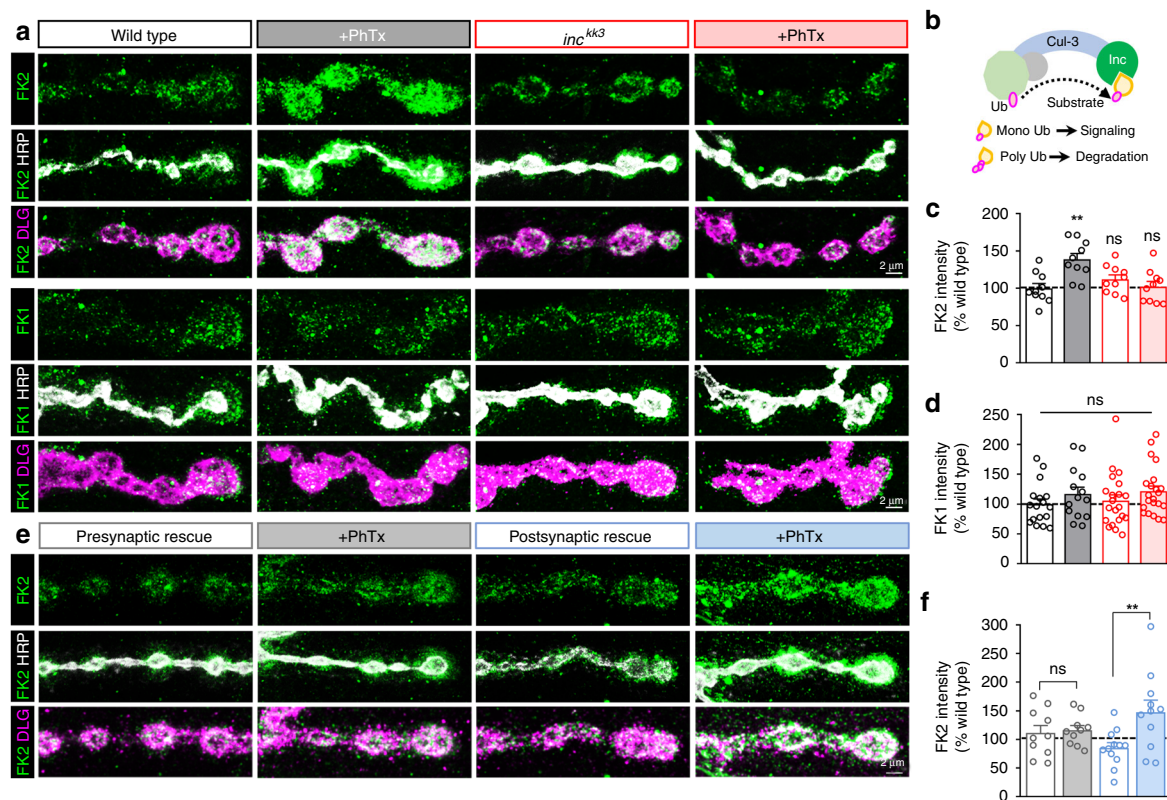 a
Wild type +PhTx inc^kk3 +PhTx
FK2
FK2 HRP
FK2 DLG
2 µm
FK1
FK1 HRP
FK1 DLG
2 µm
e
Presynaptic rescue +PhTx Postsynaptic rescue +PhTx
FK2
FK2 HRP
FK2 DLG
2 µm
b
Cul-3
Inc
Ub
Substrate
Mono Ub Signaling
Poly Ub Degradation
c
FK2 intensity
(% wild type)
200
150
100
50
0
**
ns
ns
d
FK1 intensity
(% wild type)
250
200
150
100
50
0
ns
f
FK2 intensity
(% wild type)
300
250
200
150
100
50
0
ns
**